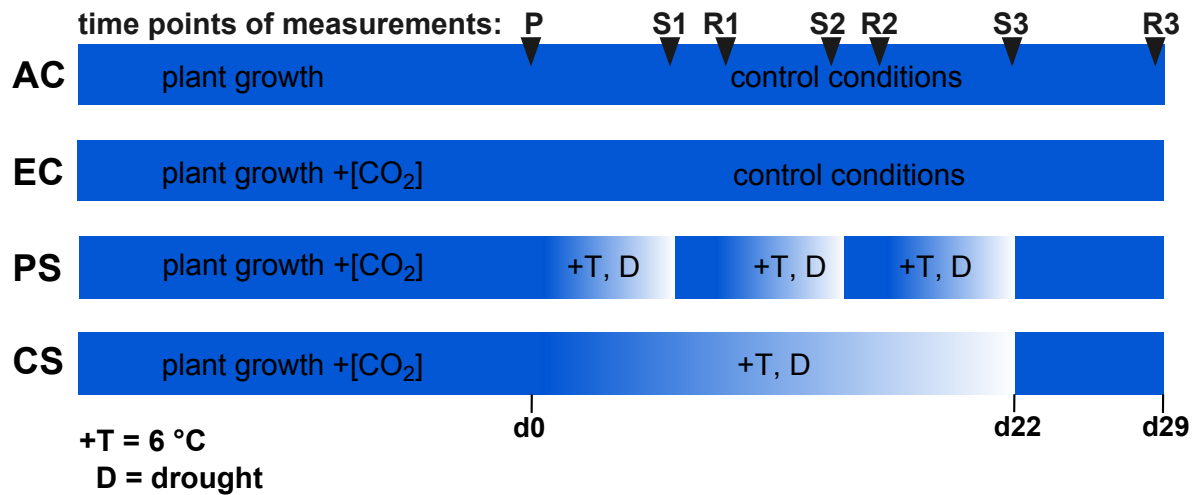 time points of measurements: P S1 R1 S2 R2 S3 R3
AC plant growth control conditions
EC plant growth +[CO₂] control conditions
PS plant growth +[CO₂] +T, D +T, D +T, D
CS plant growth +[CO₂] +T, D
d0 d22 d29
+T = 6 °C
D = drought